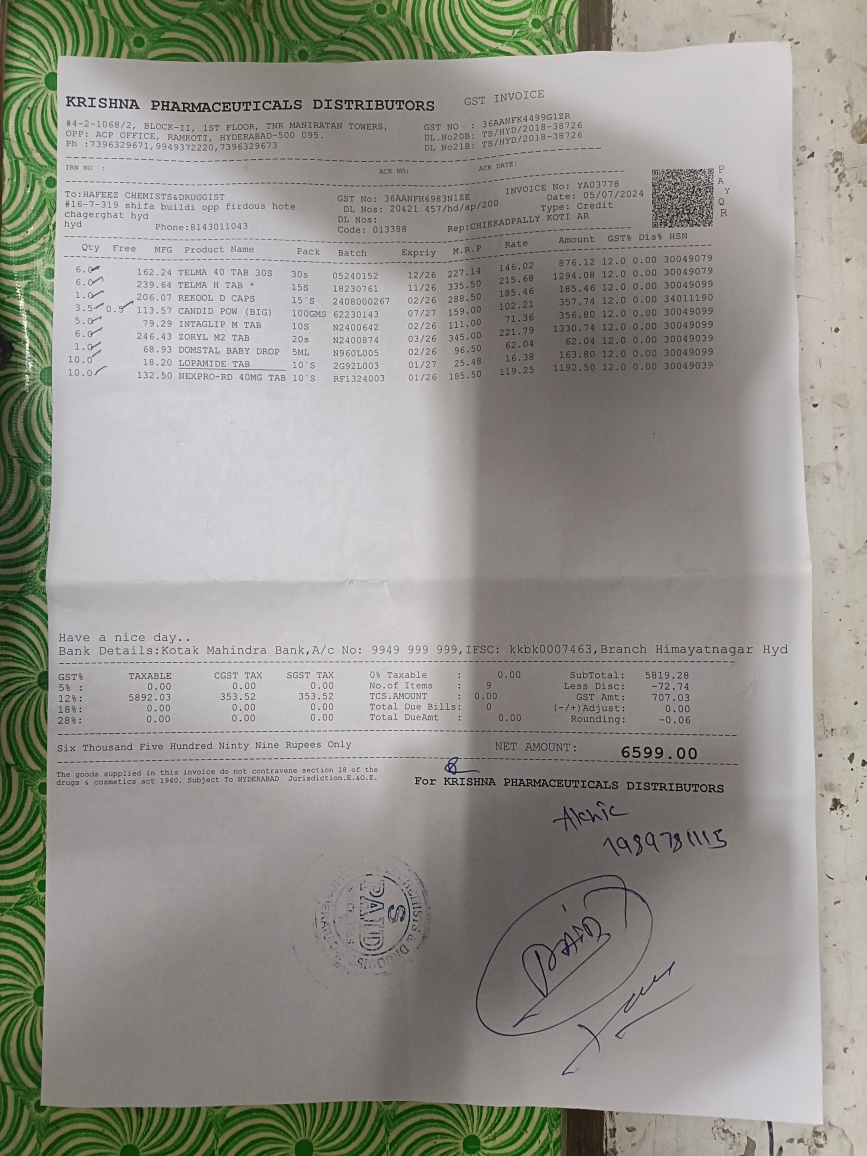 KRISHNA PHARMACEUTICALS DISTRIBUTORS GST INVOICE
#4-2-1068/2, BLOCK-II, 1ST FLOOR, TNR MANIRATAN TOWERS, GST NO : 36AANFK4499G1ZR
OPP: ACP OFFICE, RAMKOTI, HYDERABAD-500 095. DL.No20B: TS/HYD/2018-38726
Ph :7396329671,9949372220,7396329673 DL No21B: TS/HYD/2018-38726
IRN NO : ACK NO: ACK DATE:
PAY QR
To:HAFEEZ CHEMISTS&DRUGGIST GST No: 36AANFH6983N1ZE INVOICE No: YA03778
#16-7-319 shifa buildi opp firdous hote DL Nos: 20&21 457/hd/ap/200 Date: 05/07/2024
chagerghat hyd DL Nos: Type: Credit
hyd Phone:8143011043 Code: 013388 Rep:CHIKKADPALLY KOTI AR
Qty Free MFG Product Name Pack Batch Expriy M.R.P Rate Amount GST% Dis% HSN
6.0 162.24 TELMA 40 TAB 30S 30s 05240152 12/26 227.14 146.02 876.12 12.0 0.00 30049079
6.0 239.64 TELMA H TAB * 15S 18230761 11/26 335.50 215.68 1294.08 12.0 0.00 30049079
1.0 206.07 REKOOL D CAPS 15`S 2408000267 02/26 288.50 185.46 185.46 12.0 0.00 30049039
3.5 0.5 113.57 CANDID POW (BIG) 100GMS 62230143 07/27 159.00 102.21 357.74 12.0 0.00 34011190
5.0 79.29 INTAGLIP M TAB 10S N2400642 02/26 111.00 71.36 356.80 12.0 0.00 30049099
6.0 246.43 ZORYL M2 TAB 20s N2400874 03/26 345.00 221.79 1330.74 12.0 0.00 30049099
1.0 68.93 DOMSTAL BABY DROP 5ML N960L005 02/26 96.50 62.04 62.04 12.0 0.00 30049039
10.0 18.20 LOPAMIDE TAB 10`S 2G92L003 01/27 25.48 16.38 163.80 12.0 0.00 30049099
10.0 132.50 NEXPRO-RD 40MG TAB 10`S RF1324003 01/26 185.50 119.25 1192.50 12.0 0.00 30049039
Have a nice day..
Bank Details:Kotak Mahindra Bank,A/c No: 9949 999 999,IFSC: kkbk0007463,Branch Himayatnagar Hyd
GST% TAXABLE CGST TAX SGST TAX 0% Taxable : 0.00 SubTotal: 5819.28
5% : 0.00 0.00 0.00 No.of Items : 9 Less Disc: -72.74
12%: 5892.03 353.52 353.52 TCS.AMOUNT : 0.00 GST Amt: 707.03
18%: 0.00 0.00 0.00 Total Due Bills: 0 (-/+)Adjust: 0.00
28%: 0.00 0.00 0.00 Total DueAmt : 0.00 Rounding: -0.06
Six Thousand Five Hundred Ninty Nine Rupees Only NET AMOUNT: 6599.00
The goods supplied in this invoice do not contravene section 18 of the
drugs & cosmetics act 1940. Subject To HYDERABAD Jurisdiction.E.&O.E.
For KRISHNA PHARMACEUTICALS DISTRIBUTORS
PAID
PAID